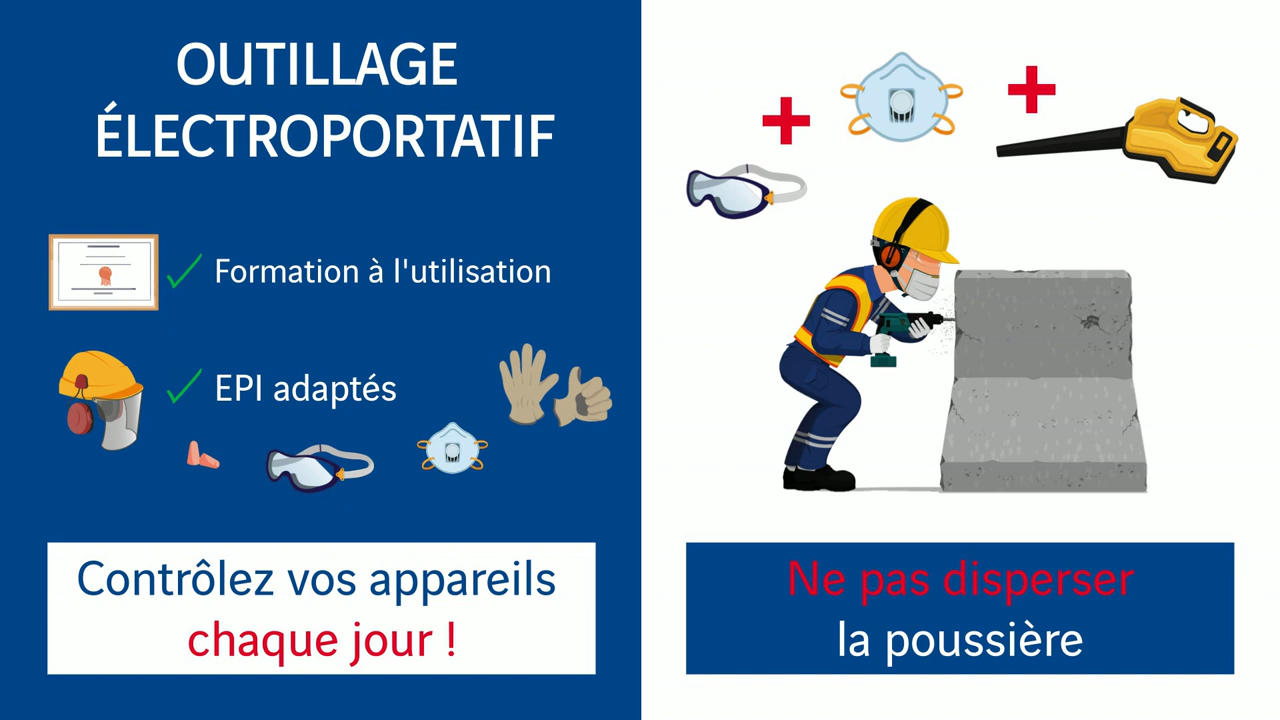 OUTILLAGE
ÉLECTROPORTATIF
Formation à l'utilisation
EPI adaptés
Contrôlez vos appareils
chaque jour !
Ne pas disperser
la poussière